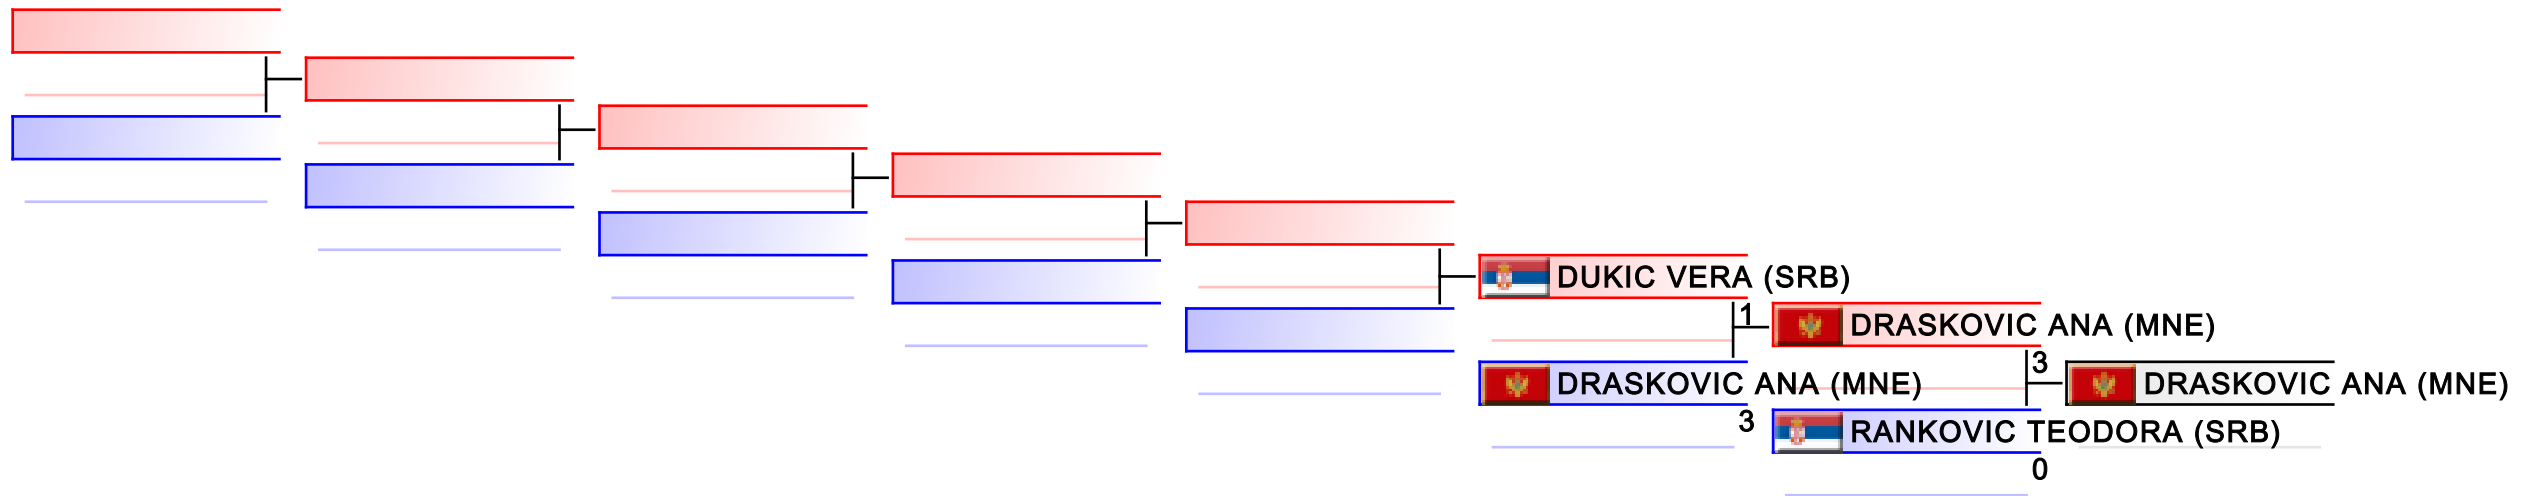 DUKIC VERA (SRB)
1
DRASKOVIC ANA (MNE)
3
DRASKOVIC ANA (MNE)
3
DRASKOVIC ANA (MNE)
RANKOVIC TEODORA (SRB)
0